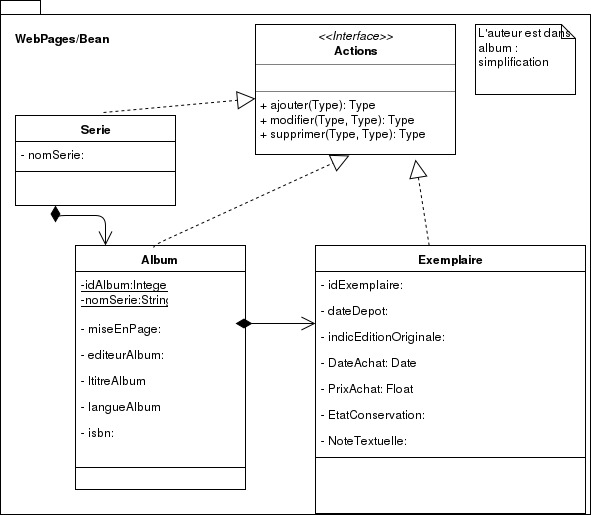 WebPages/Bean
<<Interface>>
Actions
+ ajouter(Type): Type
+ modifier(Type, Type): Type
+ supprimer(Type, Type): Type
L'auteur est dans
album :
simplification
Serie
- nomSerie:
Album
-idAlbum:Intege
-nomSerie:String
- miseEnPage:
- editeurAlbum:
- ltitreAlbum
- langueAlbum
- isbn:
Exemplaire
- idExemplaire:
- dateDepot:
- indicEditionOriginale:
- DateAchat: Date
- PrixAchat: Float
- EtatConservation:
- NoteTextuelle: